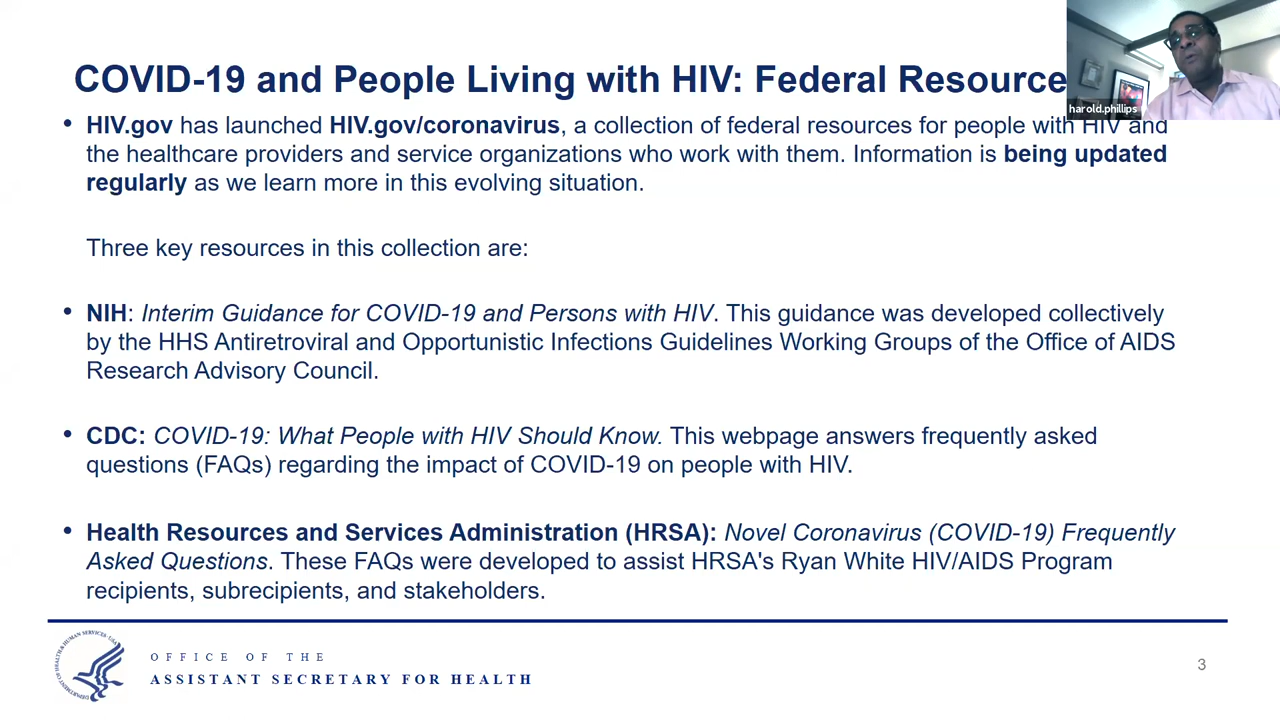 COVID-19 and People Living with HIV: Federal Resource
harold.phillips
• HIV.gov has launched HIV.gov/coronavirus, a collection of federal resources for people with HIV and
the healthcare providers and service organizations who work with them. Information is being updated
regularly as we learn more in this evolving situation.
Three key resources in this collection are:
• NIH: Interim Guidance for COVID-19 and Persons with HIV. This guidance was developed collectively
by the HHS Antiretroviral and Opportunistic Infections Guidelines Working Groups of the Office of AIDS
Research Advisory Council.
• CDC: COVID-19: What People with HIV Should Know. This webpage answers frequently asked
questions (FAQs) regarding the impact of COVID-19 on people with HIV.
• Health Resources and Services Administration (HRSA): Novel Coronavirus (COVID-19) Frequently
Asked Questions. These FAQs were developed to assist HRSA's Ryan White HIV/AIDS Program
recipients, subrecipients, and stakeholders.
DEPARTMENT OF HEALTH & HUMAN SERVICES · USA
OFFICE OF THE
ASSISTANT SECRETARY FOR HEALTH
3